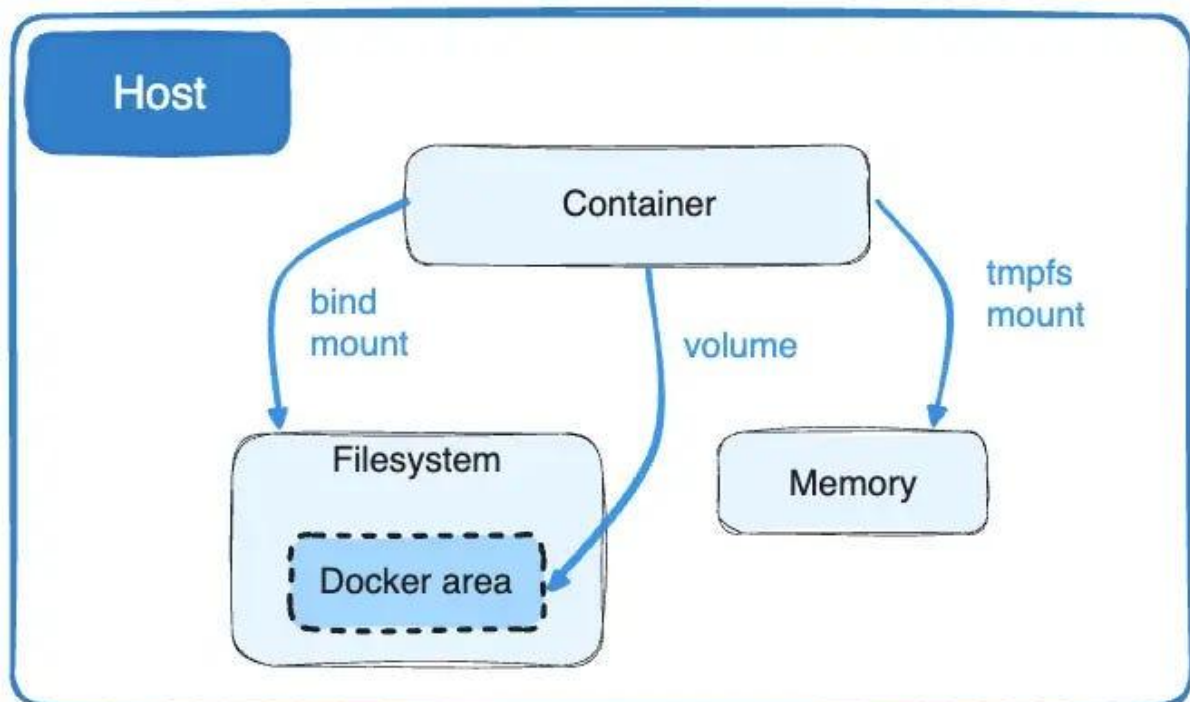 Host
Container
bind
mount
volume
tmpfs
mount
Filesystem
Memory
Docker area